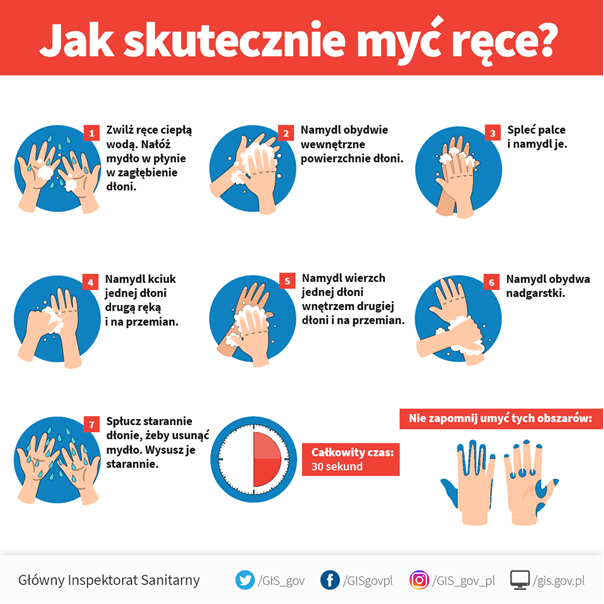 Jak skutecznie myć ręce?
1
Zwilż ręce ciepłą
wodą. Nałóż
mydło w płynie
w zagłębienie
dłoni.
2
Namydl obydwie
wewnętrzne
powierzchnie dłoni.
3
Spleć palce
i namydl je.
4
Namydl kciuk
jednej dłoni
drugą ręką
i na przemian.
5
Namydl wierzch
jednej dłoni
wnętrzem drugiej
dłoni i na przemian.
6
Namydl obydwa
nadgarstki.
7
Spłucz starannie
dłonie, żeby usunąć
mydło. Wysusz je
starannie.
Całkowity czas:
30 sekund
Nie zapomnij umyć tych obszarów:
Główny Inspektorat Sanitarny
/GIS_gov
/GISgovpl
/GIS_gov_pl
/gis.gov.pl